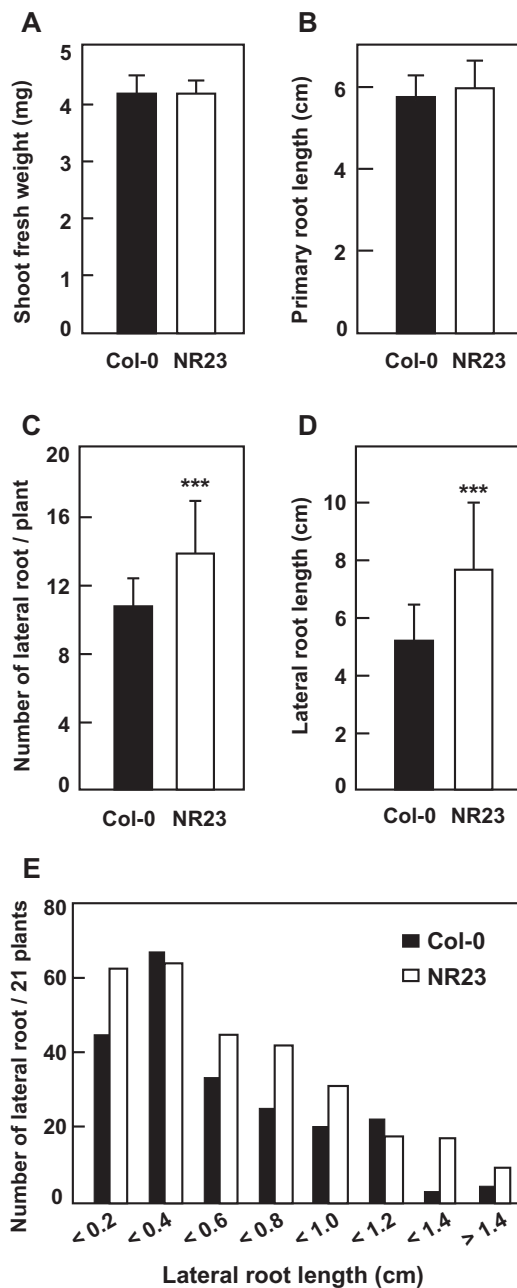 A
Shoot fresh weight (mg)
5
4
3
2
1
0
Col-0 NR23
B
Primary root length (cm)
6
4
2
0
Col-0 NR23
C
Number of lateral root / plant
20
16
12
8
4
0
***
Col-0 NR23
D
Lateral root length (cm)
10
8
6
4
2
0
***
Col-0 NR23
E
Number of lateral root / 21 plants
80
60
40
20
0
Col-0
NR23
< 0.2 < 0.4 < 0.6 < 0.8 < 1.0 < 1.2 < 1.4 > 1.4
Lateral root length (cm)